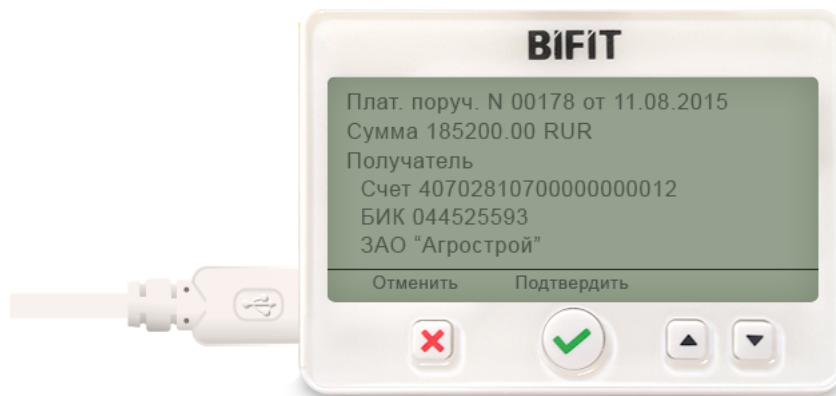 BIFIT
Плат. поруч. N 00178 от 11.08.2015
Сумма 185200.00 RUR
Получатель
Счет 40702810700000000012
БИК 044525593
ЗАО "Агрострой"
Отменить Подтвердить